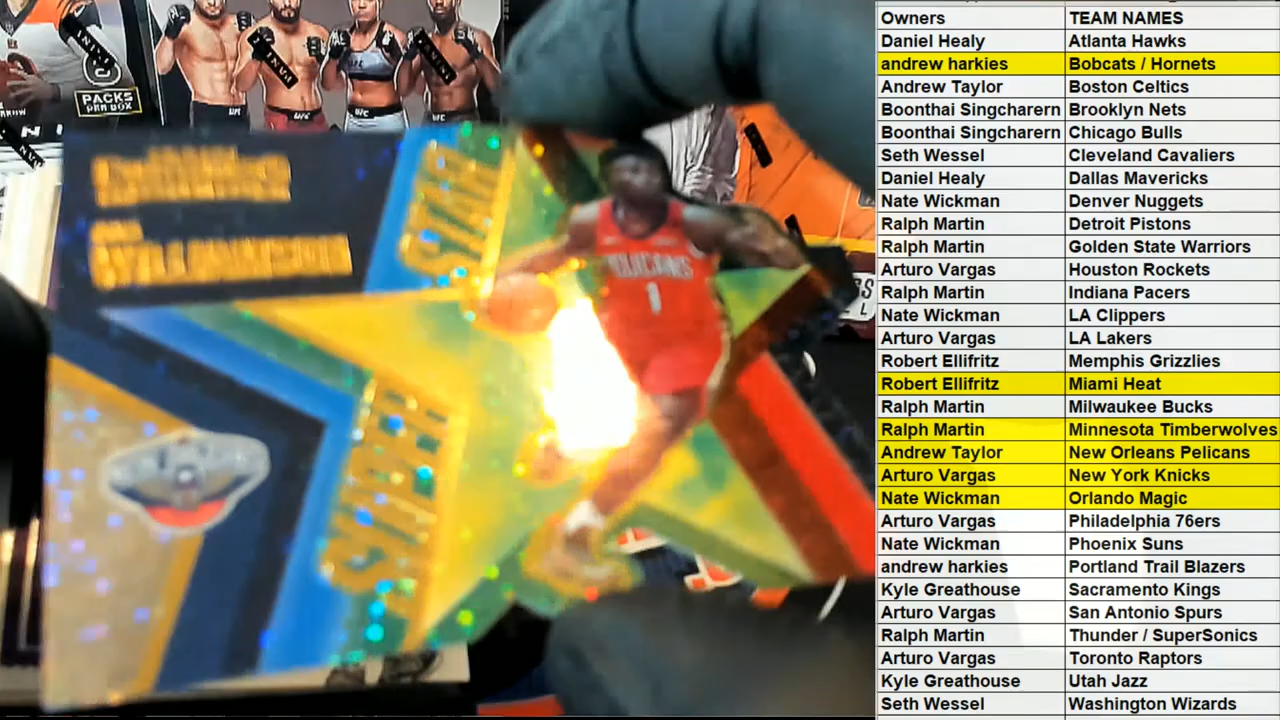 PACKS
PER BOX
PANINI
UFC
UFC
UFC
UFC
STAR
STAR
PELICANS
1
Owners TEAM NAMES
Daniel Healy Atlanta Hawks
andrew harkies Bobcats / Hornets
Andrew Taylor Boston Celtics
Boonthai Singcharern Brooklyn Nets
Boonthai Singcharern Chicago Bulls
Seth Wessel Cleveland Cavaliers
Daniel Healy Dallas Mavericks
Nate Wickman Denver Nuggets
Ralph Martin Detroit Pistons
Ralph Martin Golden State Warriors
Arturo Vargas Houston Rockets
Ralph Martin Indiana Pacers
Nate Wickman LA Clippers
Arturo Vargas LA Lakers
Robert Ellifritz Memphis Grizzlies
Robert Ellifritz Miami Heat
Ralph Martin Milwaukee Bucks
Ralph Martin Minnesota Timberwolves
Andrew Taylor New Orleans Pelicans
Arturo Vargas New York Knicks
Nate Wickman Orlando Magic
Arturo Vargas Philadelphia 76ers
Nate Wickman Phoenix Suns
andrew harkies Portland Trail Blazers
Kyle Greathouse Sacramento Kings
Arturo Vargas San Antonio Spurs
Ralph Martin Thunder / SuperSonics
Arturo Vargas Toronto Raptors
Kyle Greathouse Utah Jazz
Seth Wessel Washington Wizards